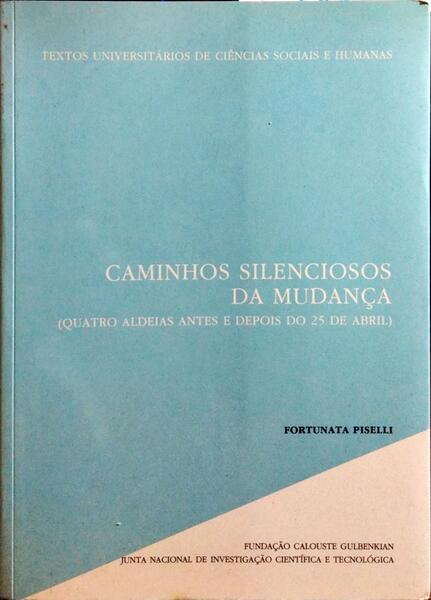 TEXTOS UNIVERSITÁRIOS DE CIÊNCIAS SOCIAIS E HUMANAS
CAMINHOS SILENCIOSOS
DA MUDANÇA
(QUATRO ALDEIAS ANTES E DEPOIS DO 25 DE ABRIL)
FORTUNATA PISELLI
FUNDAÇÃO CALOUSTE GULBENKIAN
JUNTA NACIONAL DE INVESTIGAÇÃO CIENTÍFICA E TECNOLÓGICA